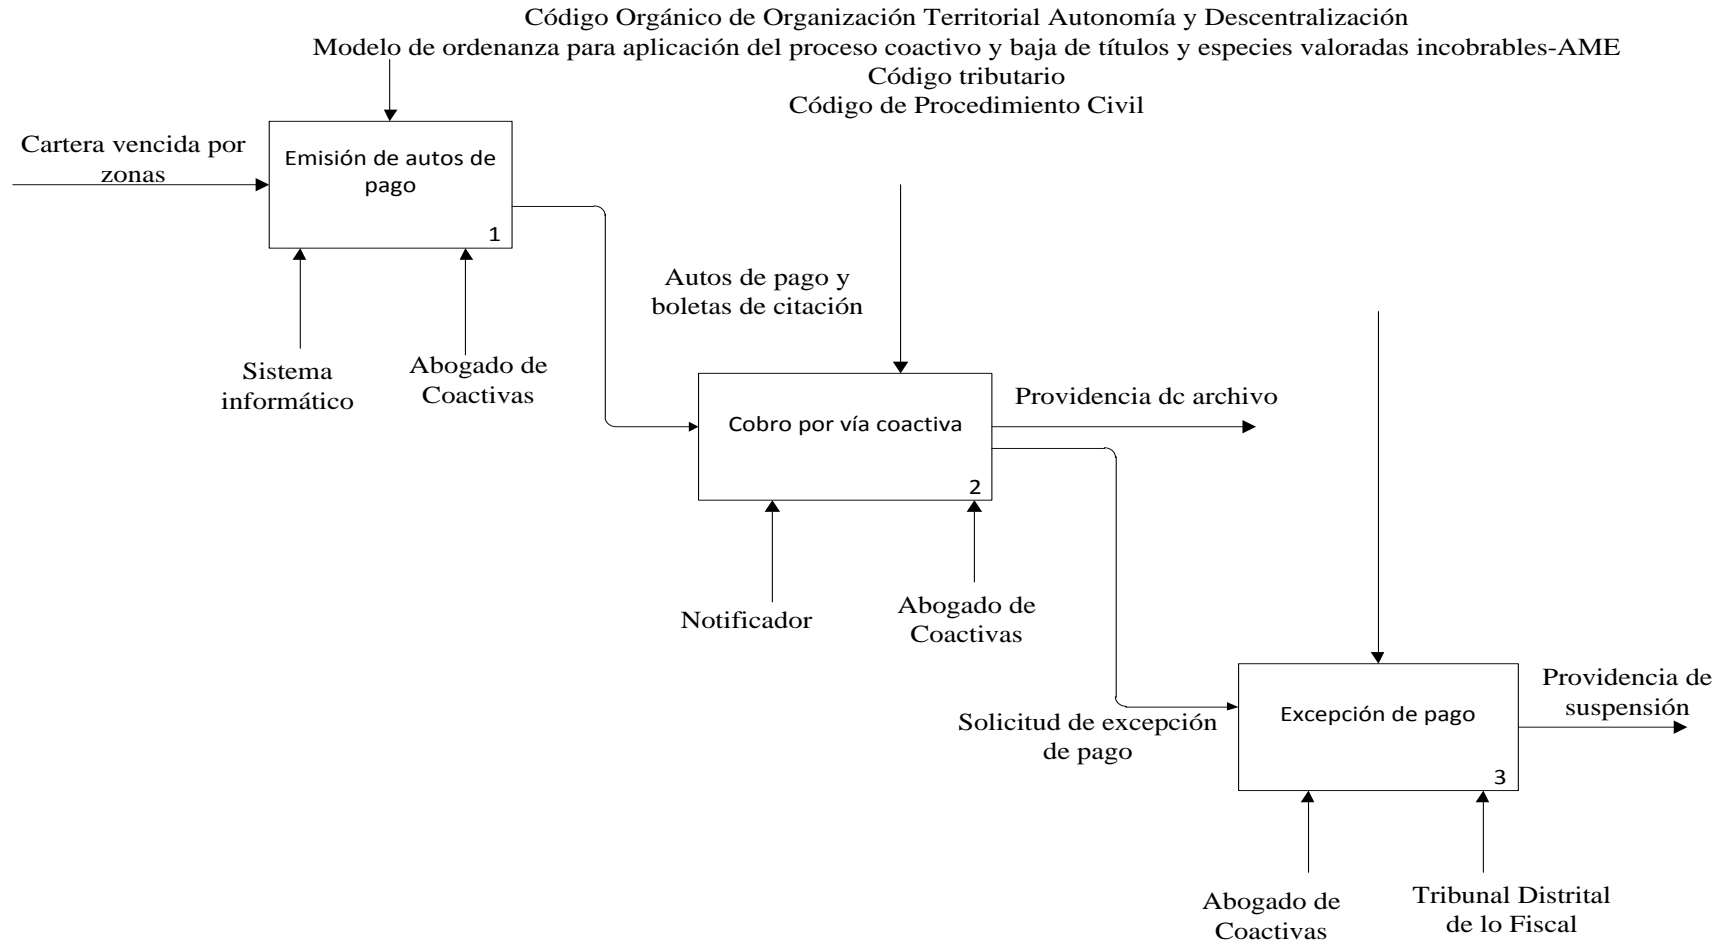 Código Orgánico de Organización Territorial Autonomía y Descentralización
Modelo de ordenanza para aplicación del proceso coactivo y baja de títulos y especies valoradas incobrables-AME
Código tributario
Código de Procedimiento Civil
Cartera vencida por
zonas
Emisión de autos de
pago
1
Sistema
informático
Abogado de
Coactivas
Autos de pago y
boletas de citación
Cobro por vía coactiva
2
Providencia dc archivo
Notificador
Abogado de
Coactivas
Solicitud de excepción
de pago
Excepción de pago
3
Providencia de
suspensión
Abogado de
Coactivas
Tribunal Distrital
de lo Fiscal